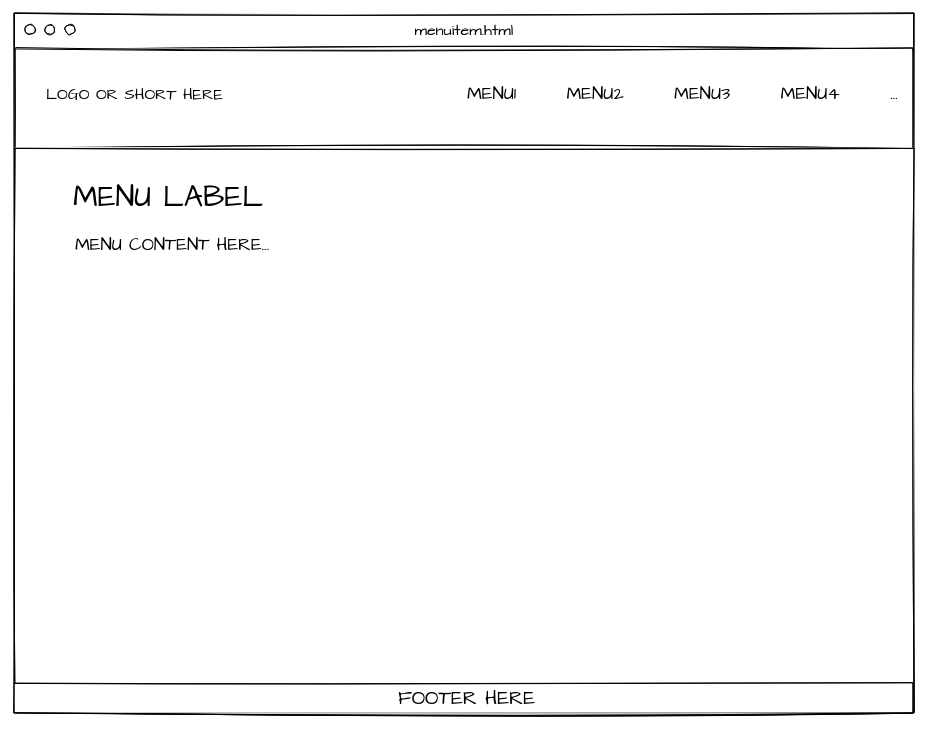 menuitem.html
LOGO OR SHORT HERE MENU1 MENU2 MENU3 MENU4 ...
MENU LABEL
MENU CONTENT HERE...
FOOTER HERE